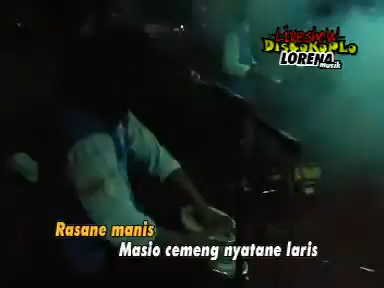 Liveshow
DISCOKOPLO
LORENA
musik
Rasane manis
Masio cemeng nyatane laris